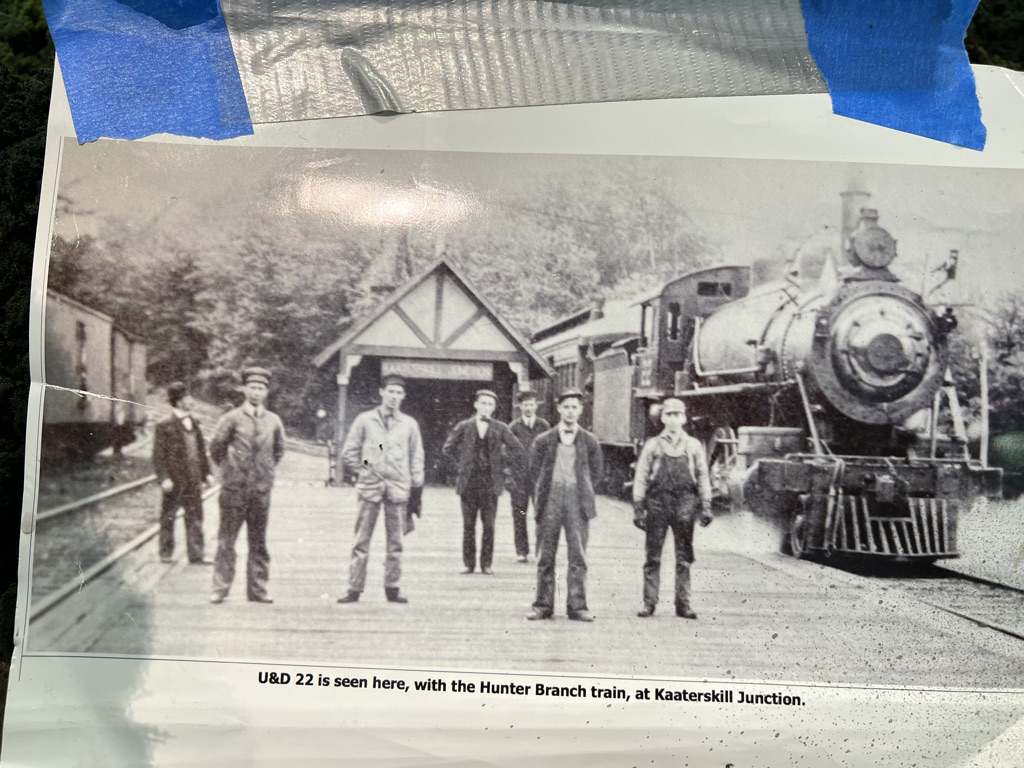 U&D 22 is seen here, with the Hunter Branch train, at Kaaterskill Junction.